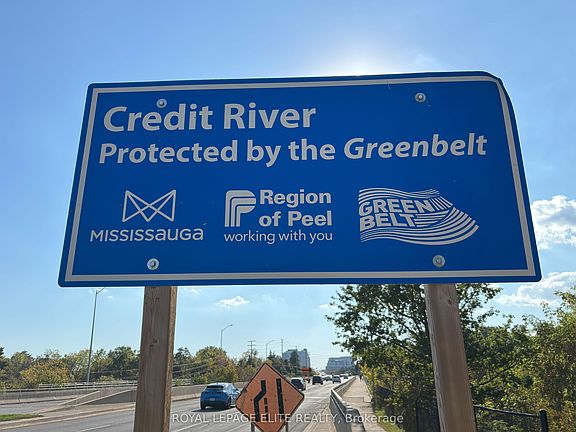 Credit River
Protected by the Greenbelt
MISSISSAUGA
Region
of Peel
working with you
GREEN
BELT
ROYAL LEPAGE ELITE REALTY, Brokerage